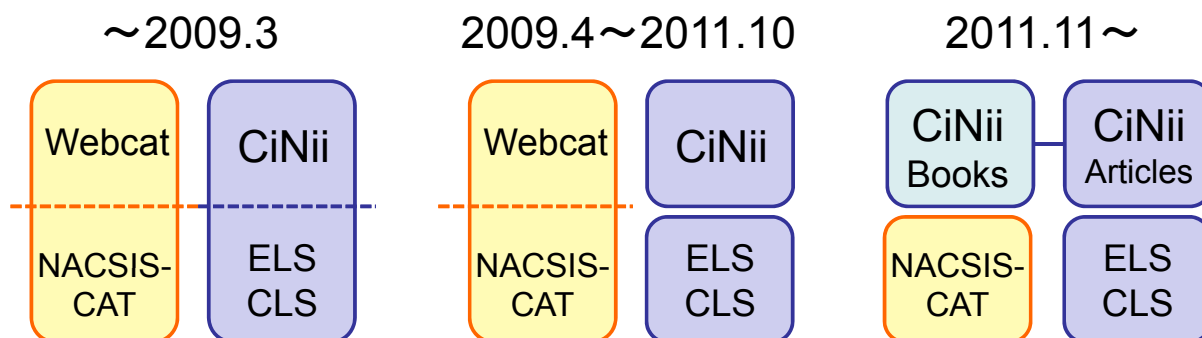 ～2009.3
Webcat
CiNii
NACSIS-
CAT
ELS
CLS
2009.4～2011.10
Webcat
CiNii
NACSIS-
CAT
ELS
CLS
2011.11～
CiNii
Books
CiNii
Articles
NACSIS-
CAT
ELS
CLS